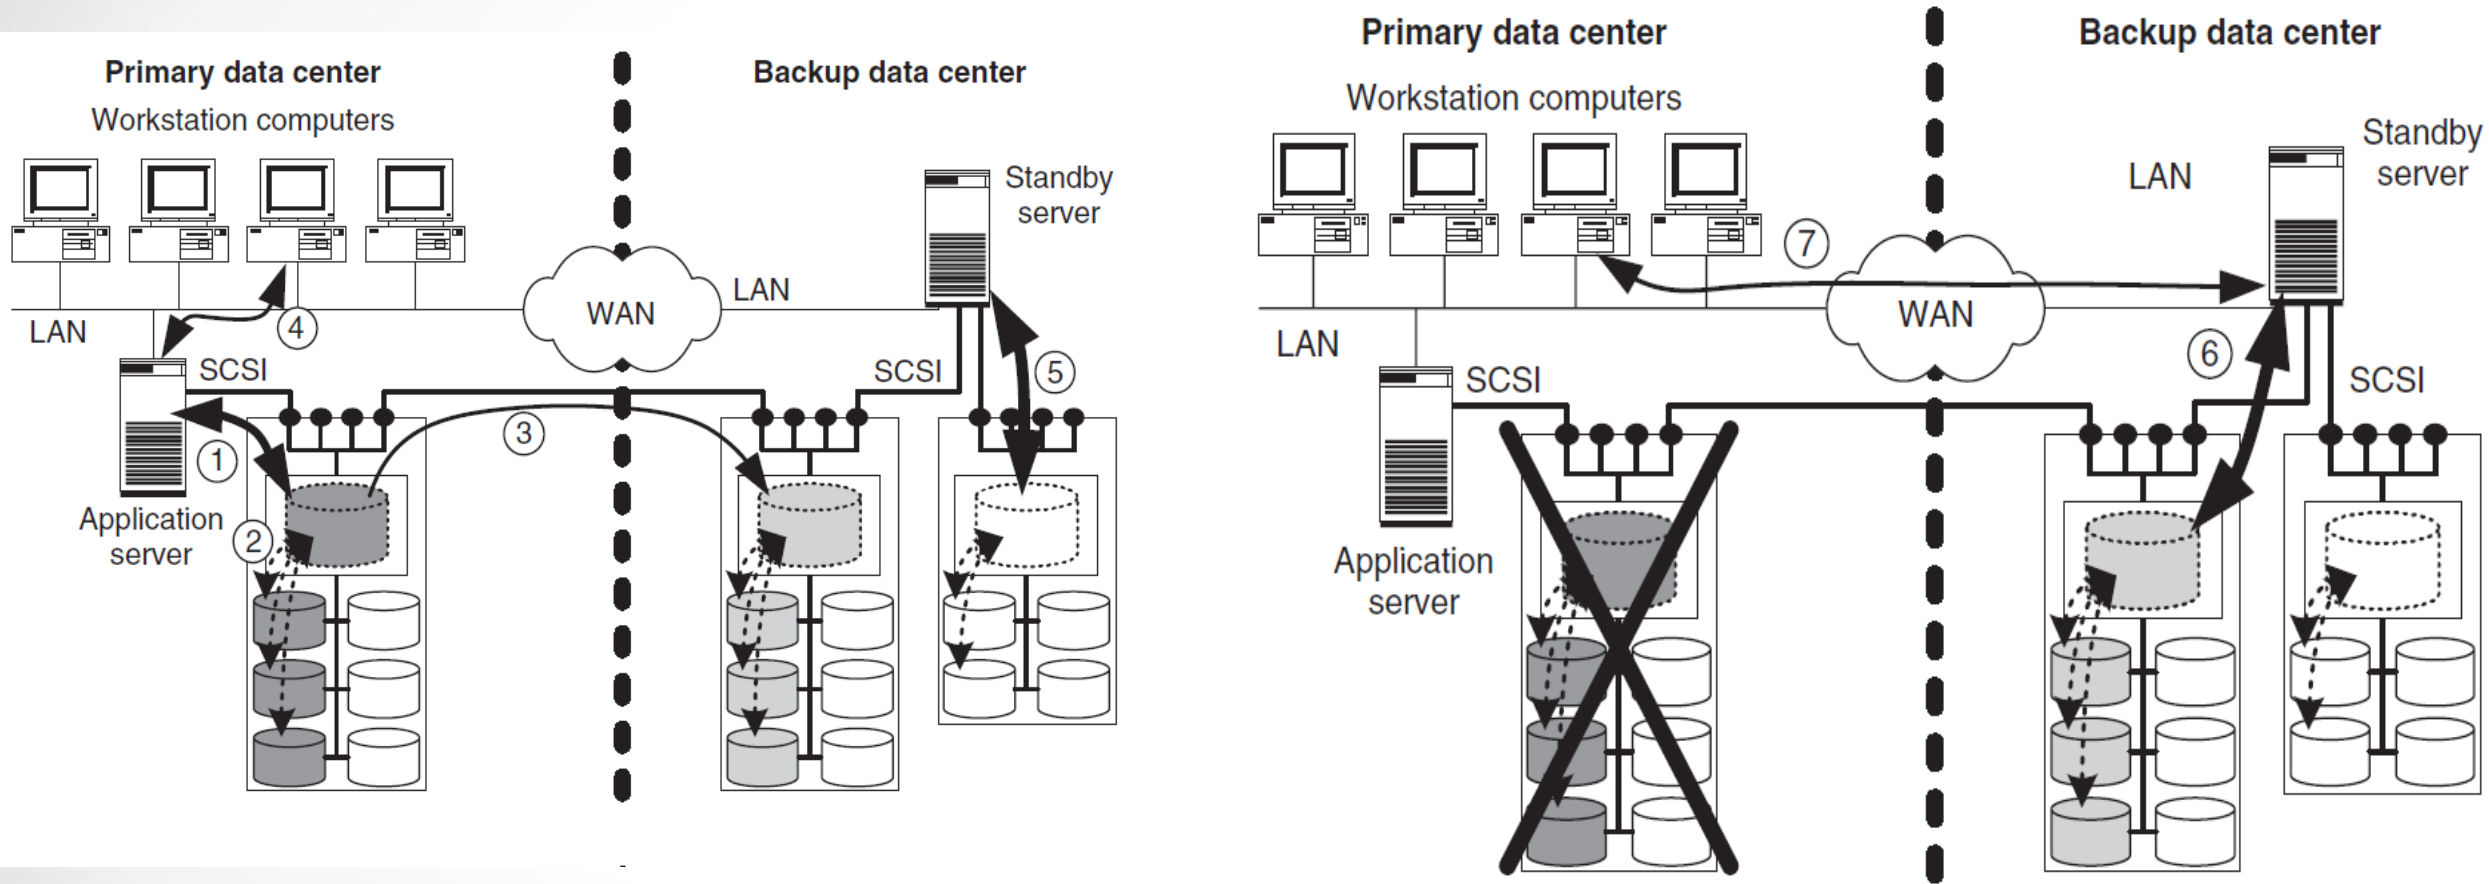 Primary data center
Backup data center
Workstation computers
Standby
server
WAN
LAN
LAN
4
SCSI
SCSI
5
3
1
Application
server
2
Primary data center
Backup data center
Workstation computers
Standby
server
LAN
7
WAN
LAN
6
SCSI
SCSI
Application
server